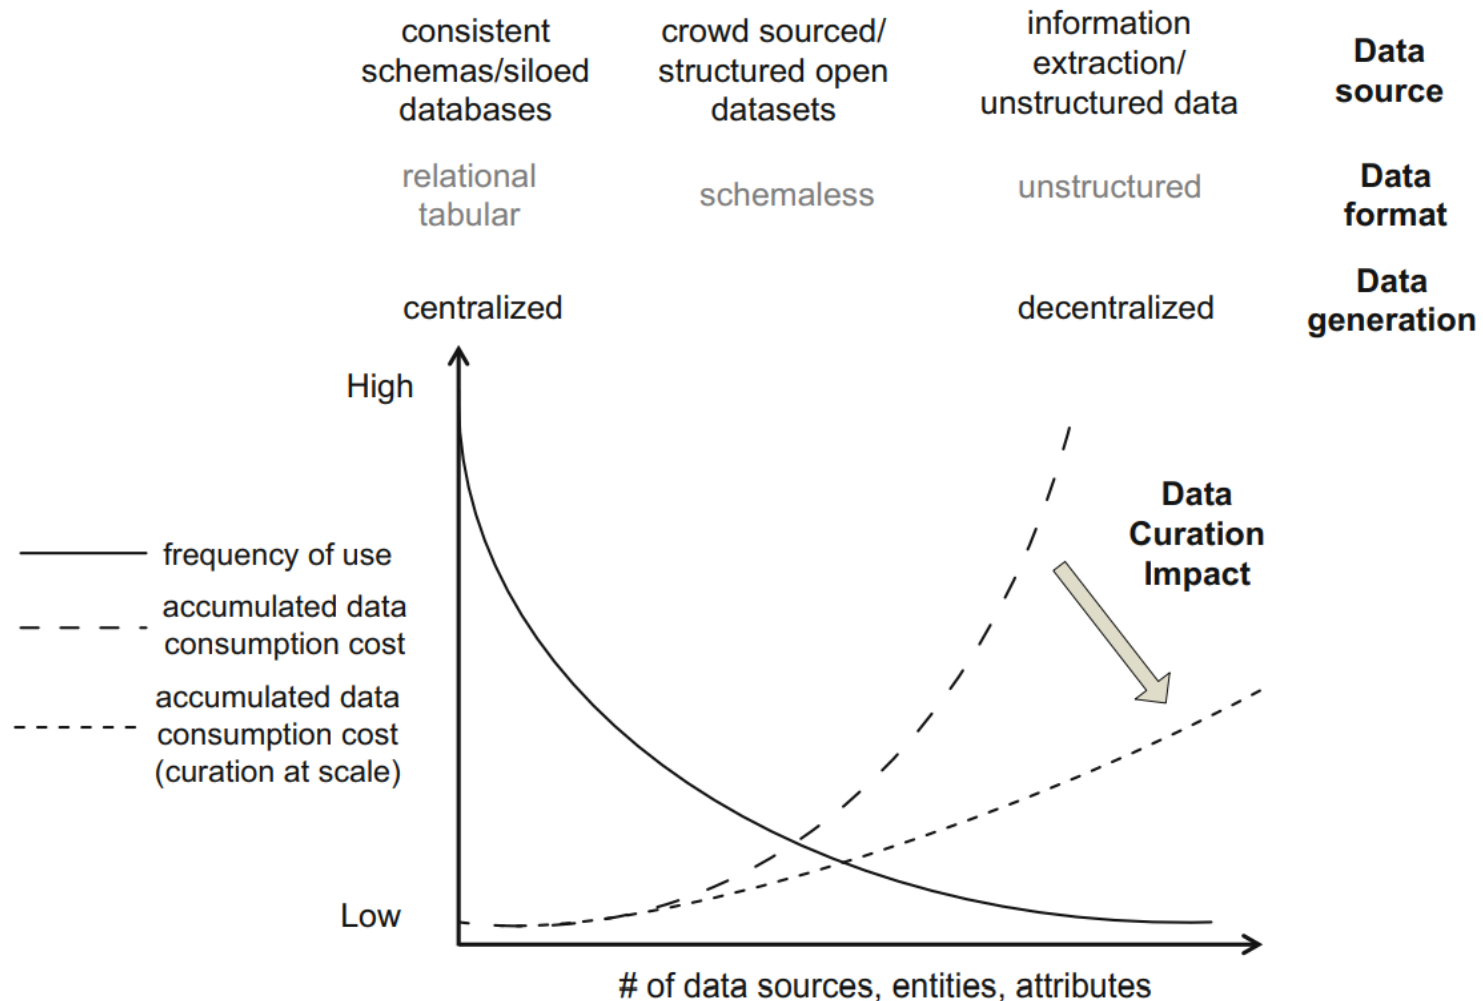 consistent
schemas/siloed
databases
crowd sourced/
structured open
datasets
information
extraction/
unstructured data
Data
source
relational
tabular
schemaless
unstructured
Data
format
centralized
decentralized
Data
generation
High
Data
Curation
Impact
frequency of use
accumulated data
consumption cost
accumulated data
consumption cost
(curation at scale)
Low
# of data sources, entities, attributes